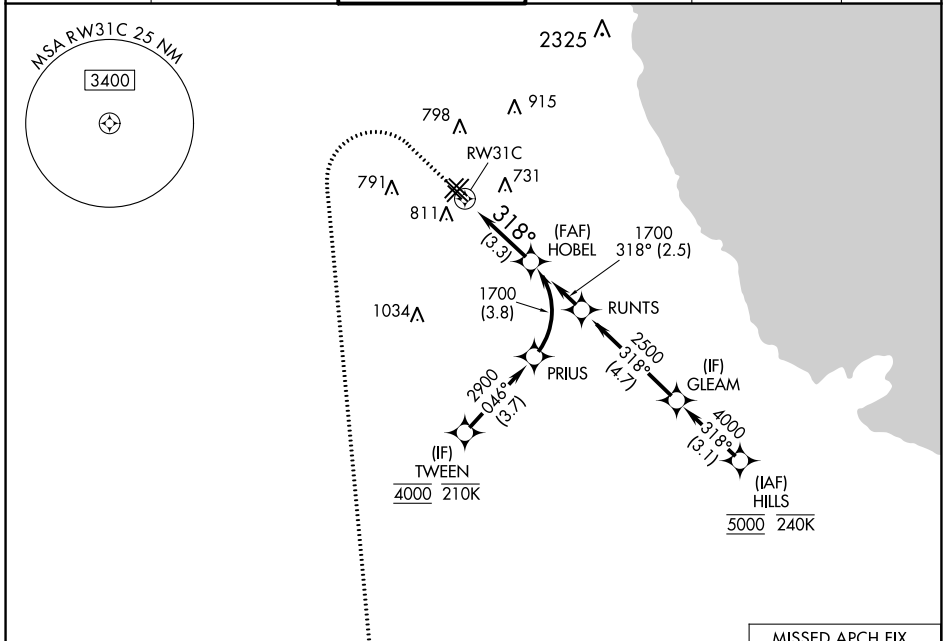 MSA RW31C 25 NM
3400
2325
915
798
RW31C
791
731
811
318°
(3.3)
(FAF)
HOBEL
1700
318° (2.5)
1700
(3.8)
RUNTS
1034
2500
318°
(4.7)
(IF)
GLEAM
PRIUS
2900
046°
(3.7)
4000
318°
(3.1)
(IF)
TWEEN
4000 210K
(IAF)
HILLS
5000 240K
MISSED APCH FIX